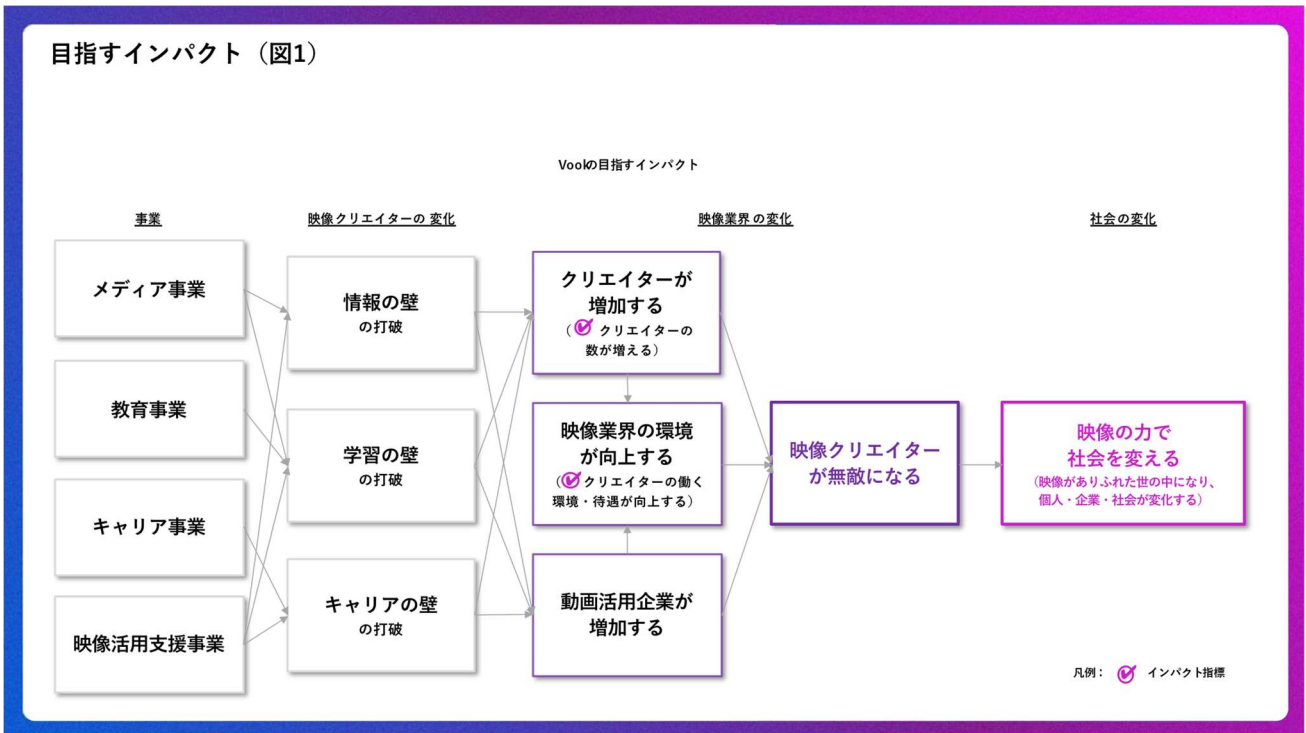 目指すインパクト（図1）
Vookの目指すインパクト
事業
映像クリエイターの 変化
映像業界の変化
社会の変化
メディア事業
教育事業
キャリア事業
映像活用支援事業
情報の壁
の打破
学習の壁
の打破
キャリアの壁
の打破
クリエイターが
増加する
（ クリエイターの
数が増える）
映像業界の環境
が向上する
（クリエイターの働く
環境・待遇が向上する）
動画活用企業が
増加する
映像クリエイター
が無敵になる
映像の力で
社会を変える
（映像がありふれた世の中になり、
個人・企業・社会が変化する）
凡例： インパクト指標